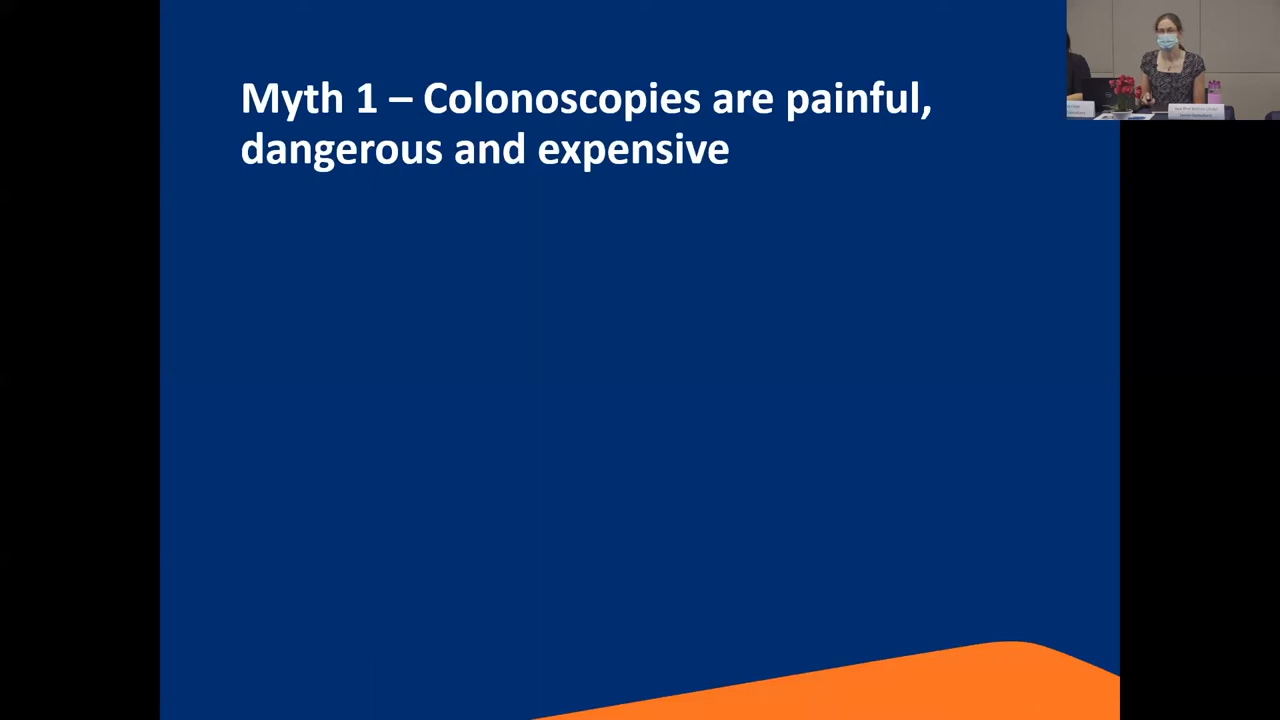 Myth 1 – Colonoscopies are painful,
dangerous and expensive